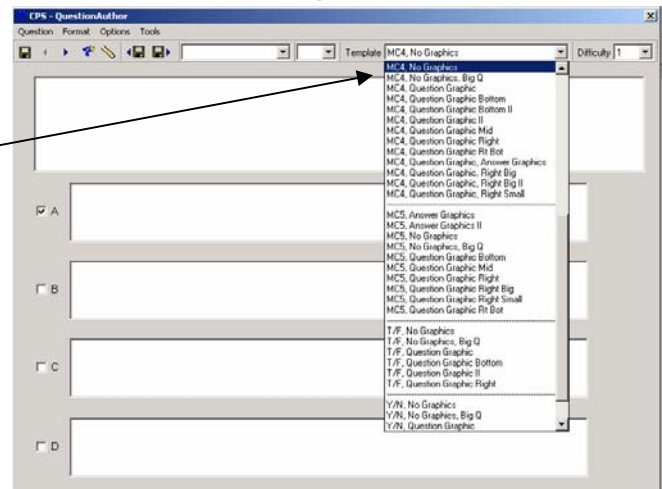 CPS - QuestionAuthor
Question Format Options Tools
Template MC4, No Graphics Difficulty 1
MC4, No Graphics
MC4, No Graphics, Big Q
MC4, Question Graphic
MC4, Question Graphic Bottom
MC4, Question Graphic Bottom II
MC4, Question Graphic II
MC4, Question Graphic Mid
MC4, Question Graphic Right
MC4, Question Graphic Rt Bot
MC4, Question Graphic, Answer Graphics
MC4, Question Graphic, Right Big
MC4, Question Graphic, Right Big II
MC4, Question Graphic, Right Small
MC5, Answer Graphics
MC5, Answer Graphics II
MC5, No Graphics
MC5, No Graphics, Big Q
MC5, Question Graphic Bottom
MC5, Question Graphic Mid
MC5, Question Graphic Right
MC5, Question Graphic Right Big
MC5, Question Graphic Right Small
MC5, Question Graphic Rt Bot
T/F, No Graphics
T/F, No Graphics, Big Q
T/F, Question Graphic
T/F, Question Graphic Bottom
T/F, Question Graphic II
T/F, Question Graphic Right
Y/N, No Graphics
Y/N, No Graphics, Big Q
Y/N, Question Graphic
A
B
C
D